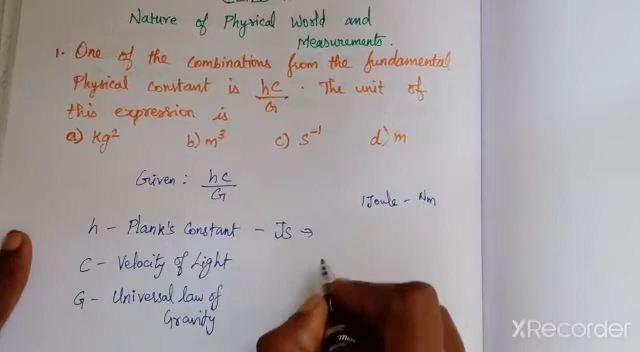 Nature of Physical World and
Measurements.
1. One of the combinations from the fundamental
Physical constant is hc/G. The unit of
this expression is
a) kg² b) m³ c) s⁻¹ d) m
Given: hc/G
1 Joule - Nm
h - Plank's Constant - Js →
C - Velocity of Light
G - Universal law of
Gravity
XRecorder